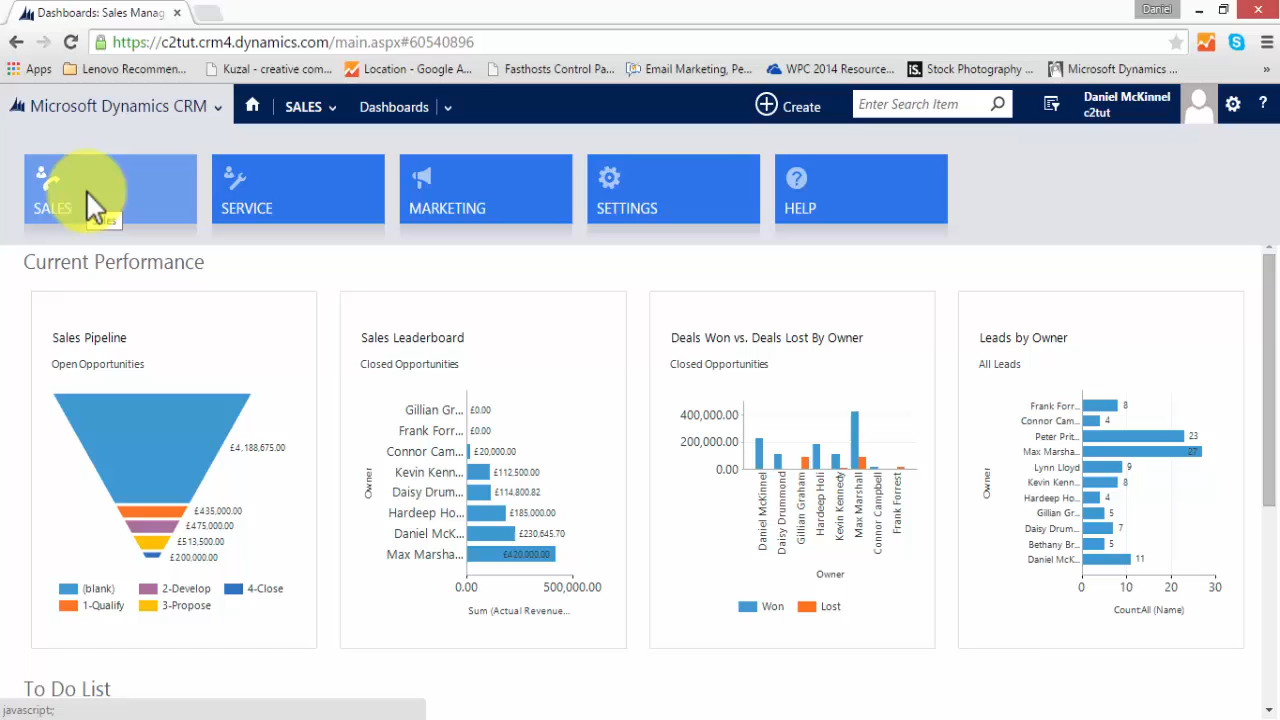 Dashboards: Sales Manag
Daniel
https://c2tut.crm4.dynamics.com/main.aspx#60540896
Apps
Lenovo Recommen...
Kuzal - creative com...
Location - Google A...
Fasthosts Control Pa...
Email Marketing, Pe...
WPC 2014 Resource...
iS.
Stock Photography ...
Microsoft Dynamics ...
»
Microsoft Dynamics CRM
SALES
Dashboards
Create
Enter Search Item
Daniel McKinnel
c2tut
?
SALES
SERVICE
MARKETING
SETTINGS
HELP
Current Performance
Sales Pipeline
Open Opportunities
£4,188,675.00
£435,000.00
£475,000.00
£513,500.00
£200,000.00
(blank)
2-Develop
4-Close
1-Qualify
3-Propose
Sales Leaderboard
Closed Opportunities
Owner
Gillian Gr... £0.00
Frank Forr... £0.00
Connor Cam... £20,000.00
Kevin Kenn... £112,500.00
Daisy Drum... £114,800.82
Hardeep Ho... £185,000.00
Daniel McK... £230,645.70
Max Marsha... £420,000.00
0.00 500,000.00
Sum (Actual Revenue...
Deals Won vs. Deals Lost By Owner
Closed Opportunities
400,000.00
200,000.00
0.00
Daniel McKinnel
Daisy Drummond
Gillian Graham
Hardeep Holi
Kevin Kennedy
Max Marshall
Connor Campbell
Frank Forrest
Owner
Won
Lost
Leads by Owner
All Leads
Owner
Frank Forr... 8
Connor Cam... 4
Peter Prit... 23
Max Marsha... 27
Lynn Lloyd 9
Kevin Kenn... 8
Hardeep Ho... 4
Gillian Gr... 5
Daisy Drum... 7
Bethany Br... 5
Daniel McK... 11
0 10 20 30
Count:All (Name)
To Do List
javascript:;